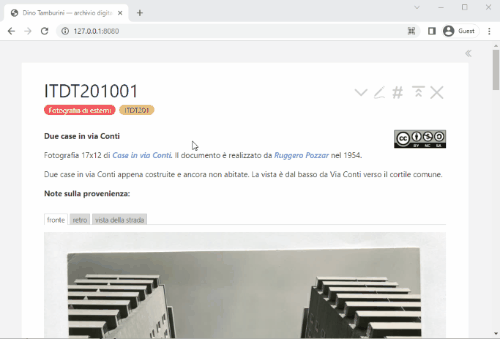 Dino Tamburini — archivio digita
127.0.0.1:8080
Guest
ITDT201001
Fotografia di esterni
ITDT201
Due case in via Conti
Fotografia 17x12 di Case in via Conti. Il documento è realizzato da Ruggero Pozzar nel 1954.
Due case in via Conti appena costruite e ancora non abitate. La vista è dal basso da Via Conti verso il cortile comune.
Note sulla provenienza:
fronte retro vista della strada